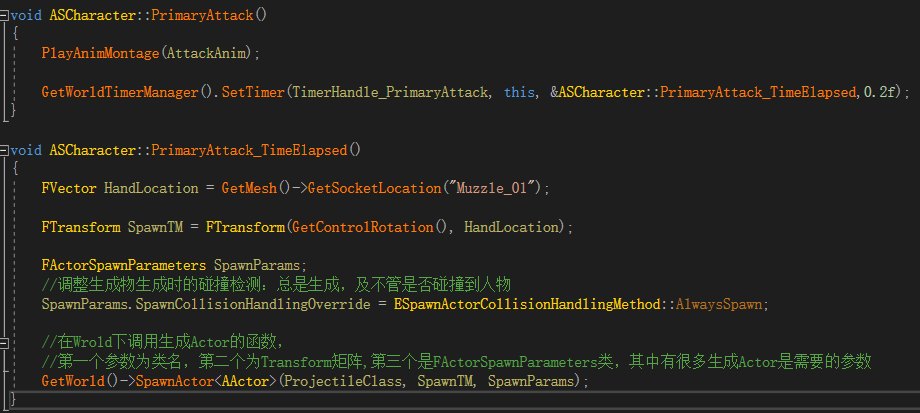 void ASCharacter::PrimaryAttack()
{
PlayAnimMontage(AttackAnim);
GetWorldTimerManager().SetTimer(TimerHandle_PrimaryAttack, this, &ASCharacter::PrimaryAttack_TimeElapsed,0.2f);
}
void ASCharacter::PrimaryAttack_TimeElapsed()
{
FVector HandLocation = GetMesh()->GetSocketLocation("Muzzle_01");
FTransform SpawnTM = FTransform(GetControlRotation(), HandLocation);
FActorSpawnParameters SpawnParams;
//调整生成物生成时的碰撞检测：总是生成，及不管是否碰撞到人物
SpawnParams.SpawnCollisionHandlingOverride = ESpawnActorCollisionHandlingMethod::AlwaysSpawn;
//在Wrold下调用生成Actor的函数，
//第一个参数为类名，第二个为Transform矩阵,第三个是FActorSpawnParameters类，其中有很多生成Actor是需要的参数
GetWorld()->SpawnActor<AActor>(ProjectileClass, SpawnTM, SpawnParams);
}